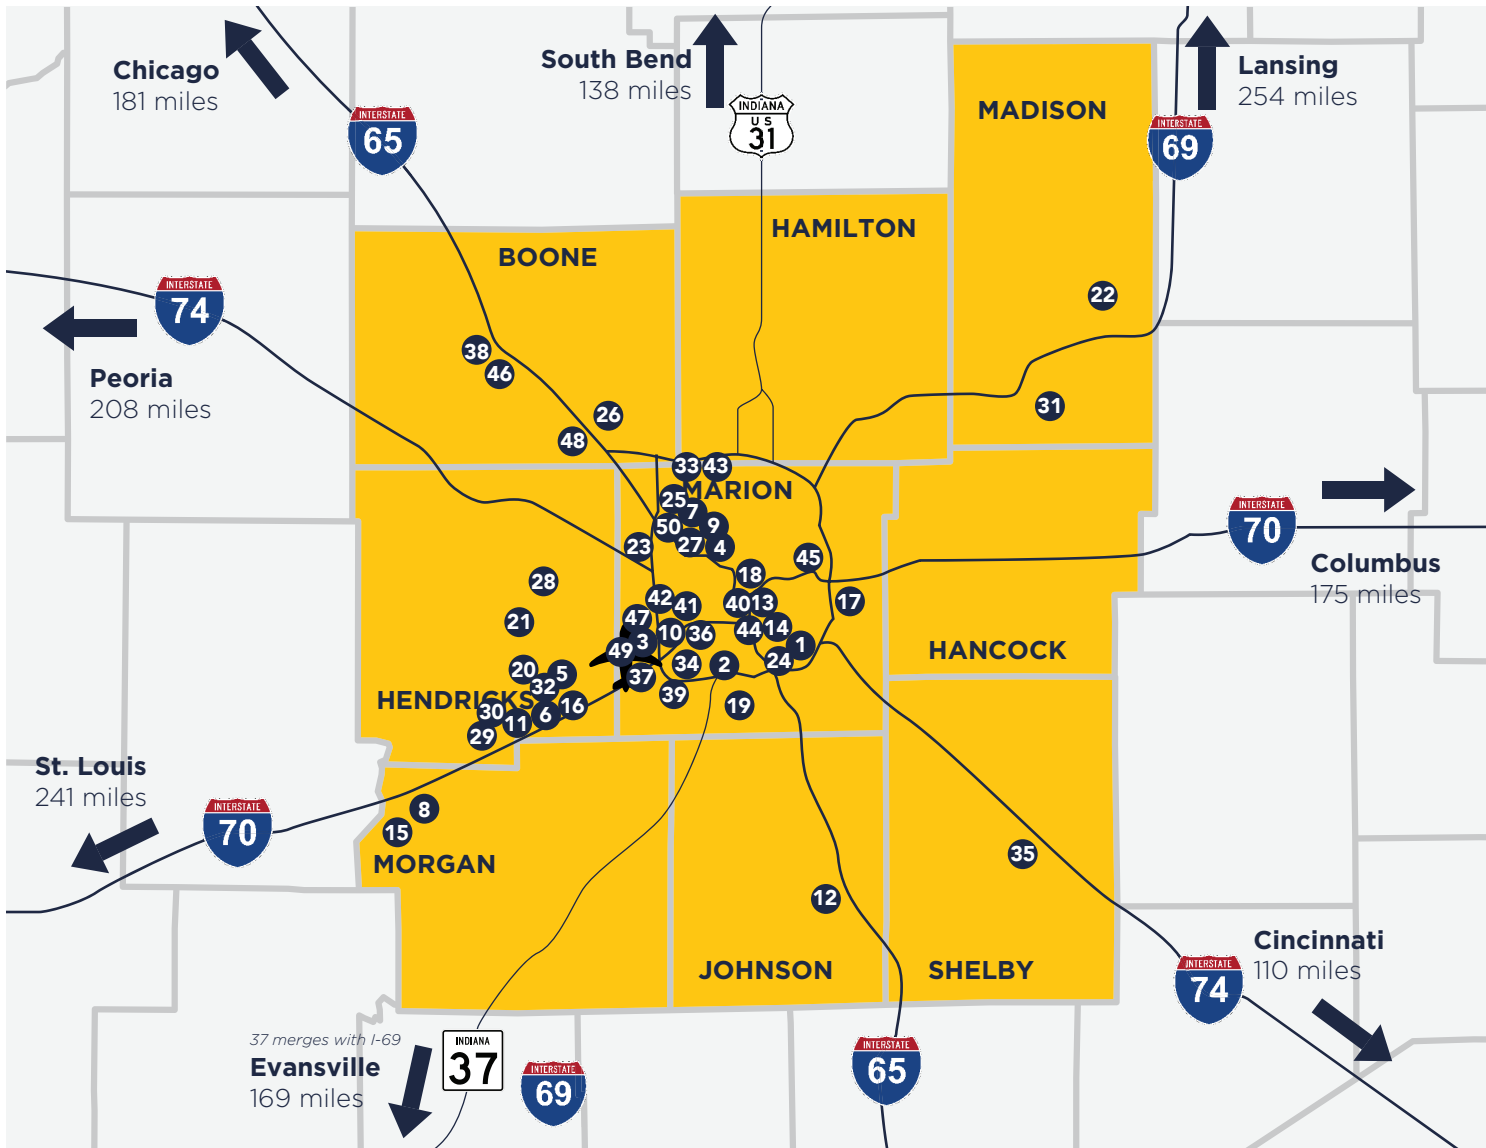 Chicago
181 miles
INTERSTATE
65
South Bend
138 miles
INDIANA
US
31
MADISON
Lansing
254 miles
INTERSTATE
69
BOONE
HAMILTON
INTERSTATE
74
Peoria
208 miles
22
38
46
26
48
31
33
43
MARION
25
7
50
9
23
27
4
45
18
INTERSTATE
70
Columbus
175 miles
28
42
41
40
13
17
21
47
10
36
44
14
49
3
1
HANCOCK
20
5
37
34
2
24
32
HENDRICKS
39
19
30
11
6
16
29
St. Louis
241 miles
INTERSTATE
70
8
15
MORGAN
35
12
JOHNSON
SHELBY
Cincinnati
110 miles
INTERSTATE
74
37 merges with I-69
Evansville
169 miles
INDIANA
37
INTERSTATE
69
INTERSTATE
65